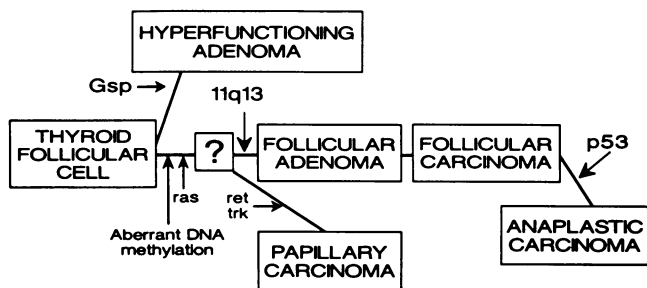 HYPERFUNCTIONING
ADENOMA
Gsp
11q13
THYROID
FOLLICULAR
CELL
?
FOLLICULAR
ADENOMA
FOLLICULAR
CARCINOMA
p53
ras
Aberrant DNA
methylation
ret
trk
PAPILLARY
CARCINOMA
ANAPLASTIC
CARCINOMA